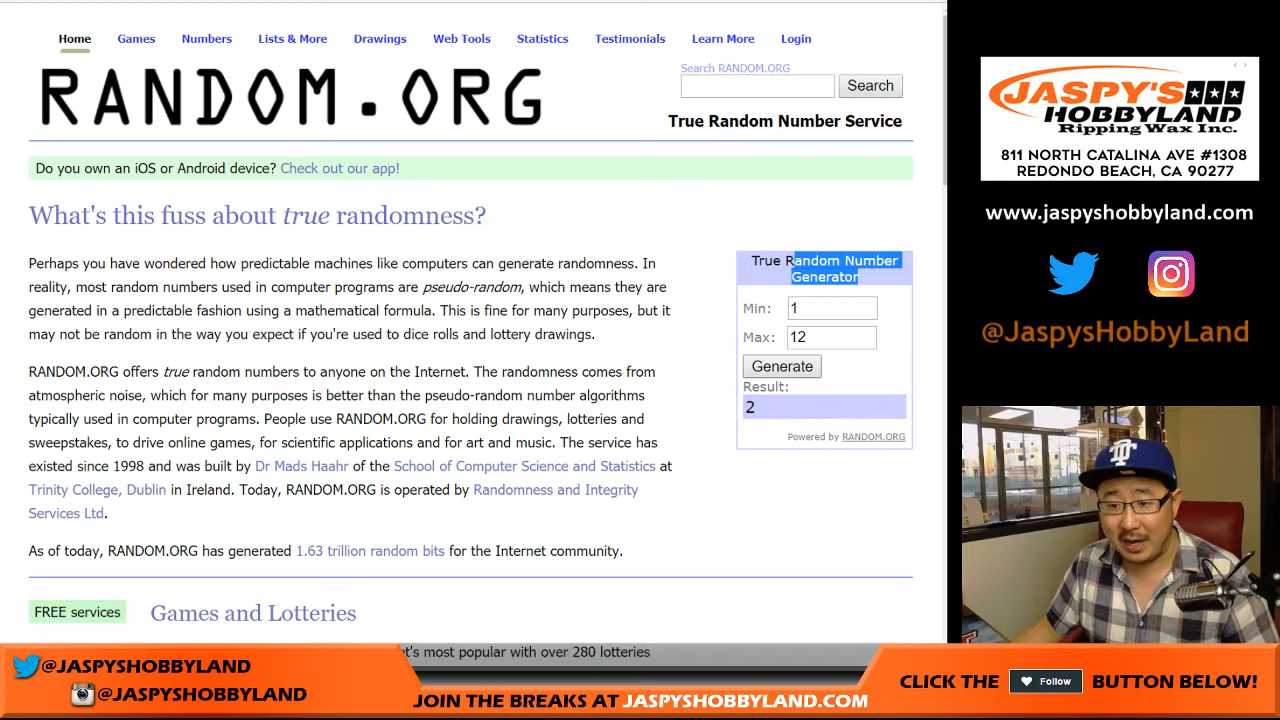 Home Games Numbers Lists & More Drawings Web Tools Statistics Testimonials Learn More Login
RANDOM.ORG
Search RANDOM.ORG
Search
True Random Number Service
Do you own an iOS or Android device? Check out our app!
What's this fuss about true randomness?
Perhaps you have wondered how predictable machines like computers can generate randomness. In
reality, most random numbers used in computer programs are pseudo-random, which means they are
generated in a predictable fashion using a mathematical formula. This is fine for many purposes, but it
may not be random in the way you expect if you're used to dice rolls and lottery drawings.
RANDOM.ORG offers true random numbers to anyone on the Internet. The randomness comes from
atmospheric noise, which for many purposes is better than the pseudo-random number algorithms
typically used in computer programs. People use RANDOM.ORG for holding drawings, lotteries and
sweepstakes, to drive online games, for scientific applications and for art and music. The service has
existed since 1998 and was built by Dr Mads Haahr of the School of Computer Science and Statistics at
Trinity College, Dublin in Ireland. Today, RANDOM.ORG is operated by Randomness and Integrity
Services Ltd.
As of today, RANDOM.ORG has generated 1.63 trillion random bits for the Internet community.
True Random Number
Generator
Min: 1
Max: 12
Generate
Result:
2
Powered by RANDOM.ORG
FREE services
Games and Lotteries
t's most popular with over 280 lotteries
JASPY'S
HOBBYLAND
Ripping Wax Inc.
811 NORTH CATALINA AVE #1308
REDONDO BEACH, CA 90277
www.jaspyshobbyland.com
@JaspysHobbyLand
@JASPYSHOBBYLAND
@JASPYSHOBBYLAND
JOIN THE BREAKS AT JASPYSHOBBYLAND.COM
CLICK THE Follow BUTTON BELOW!